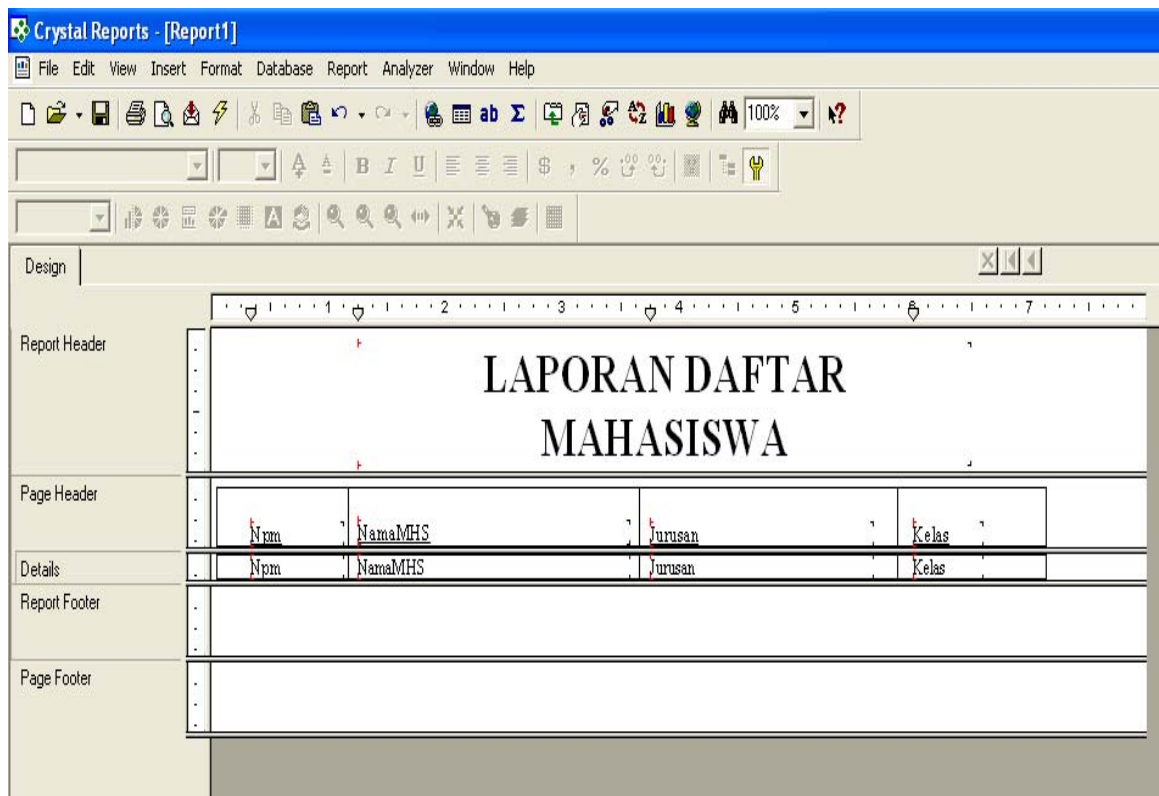 Crystal Reports - [Report1]
File Edit View Insert Format Database Report Analyzer Window Help
ab Σ 100%
B I U $ , %
A
Design
1 2 3 4 5 6 7
Report Header
LAPORAN DAFTAR
MAHASISWA
Page Header
Npm NamaMHS Jurusan Kelas
Details Npm NamaMHS Jurusan Kelas
Report Footer
Page Footer